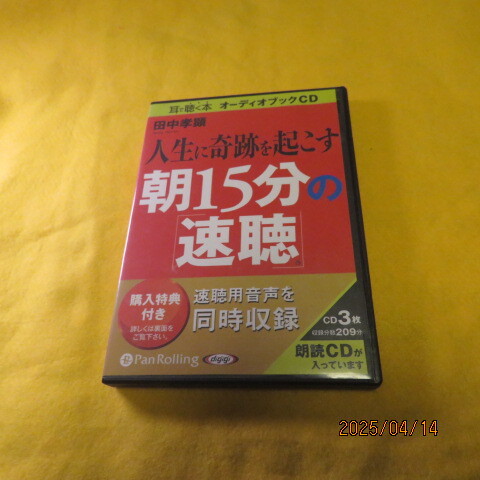 耳で聴く本 オーディオブックCD
田中孝顕
人生に奇跡を起こす
朝15分の
「速聴」
購入特典
付き
詳しくは裏面を
ご覧下さい。
速聴用音声を
同時収録
CD3枚
収録分数209分
朗読CDが
入っています
PanRolling
digigi
2025/04/14